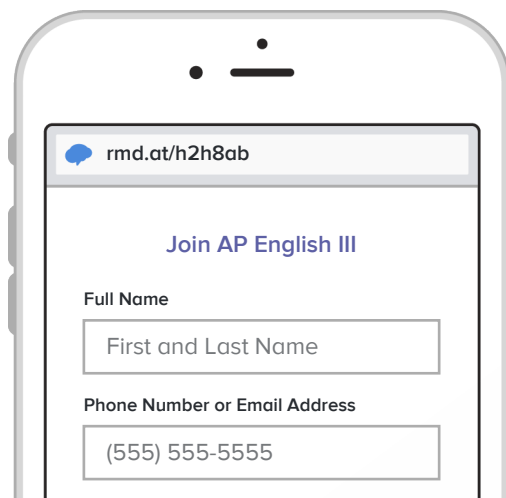 rmd.at/h2h8ab
Join AP English III
Full Name
First and Last Name
Phone Number or Email Address
(555) 555-5555